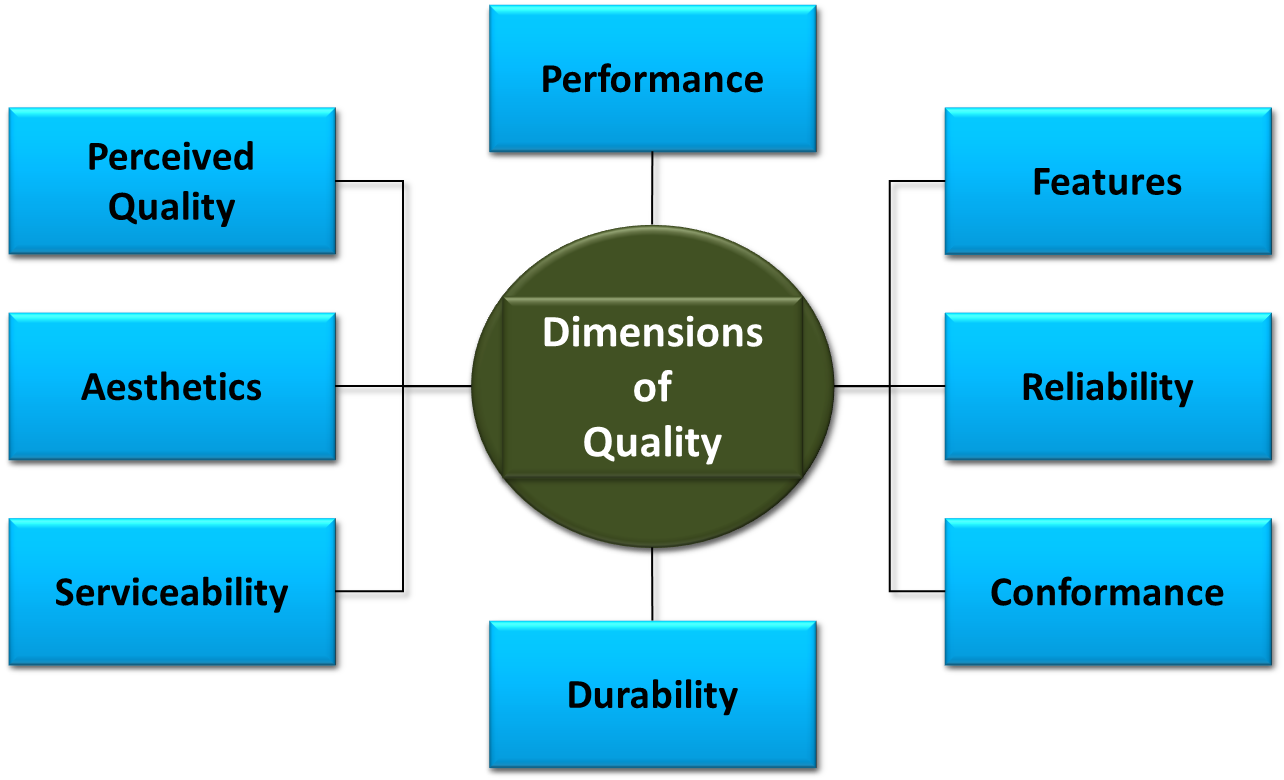 Performance
Perceived
Quality
Features
Dimensions
of
Quality
Aesthetics
Reliability
Serviceability
Conformance
Durability